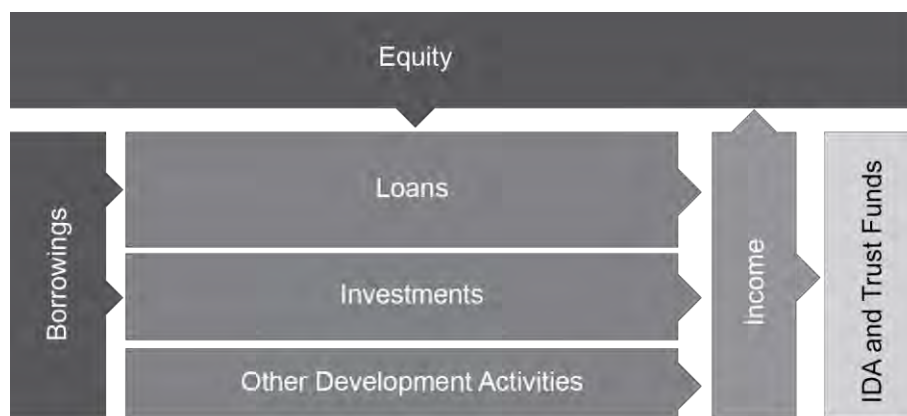 Equity
Borrowings
Loans
Investments
Other Development Activities
Income
IDA and Trust Funds